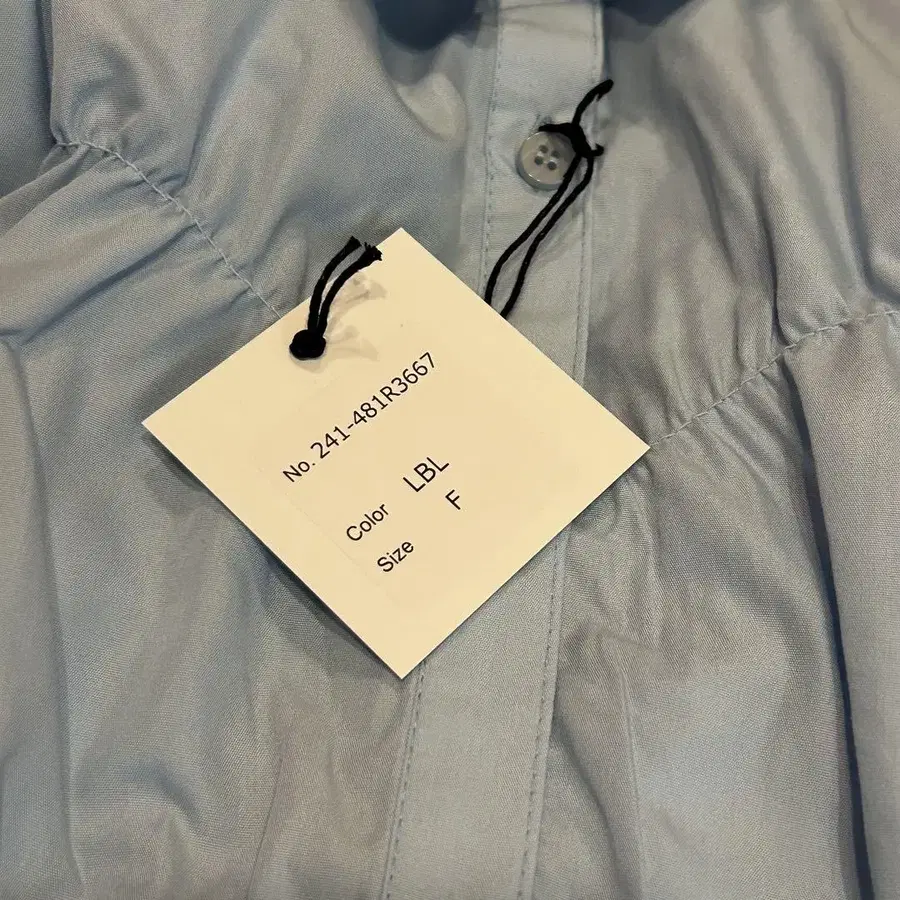 No. 241-481R3667
Color LBL
Size F